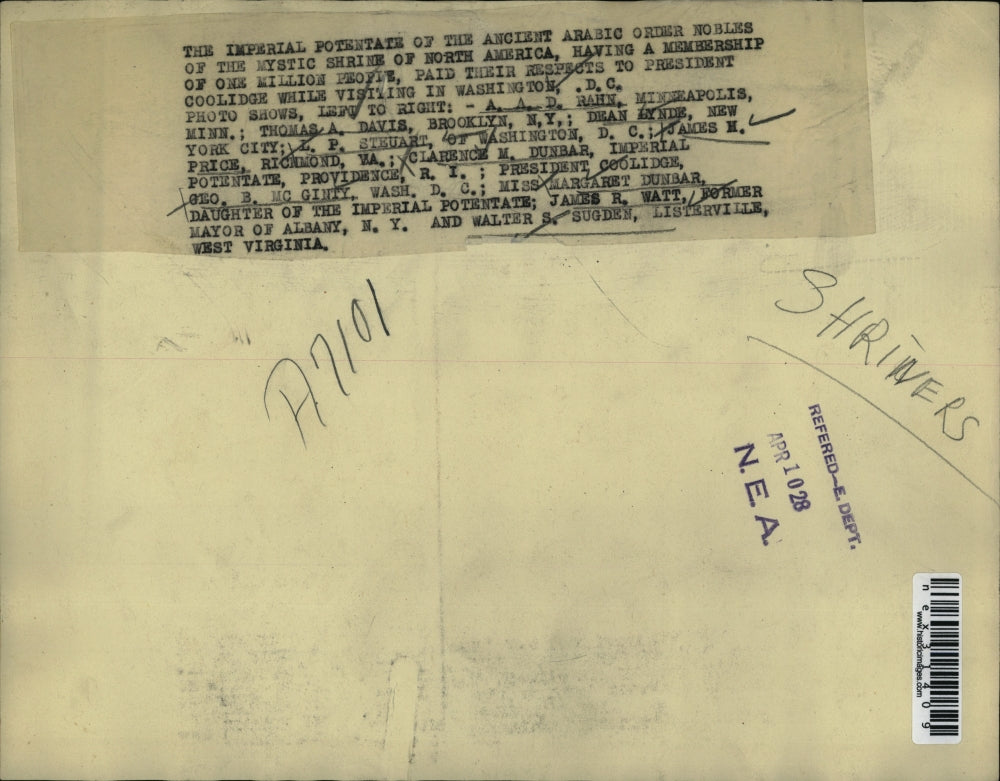 THE IMPERIAL POTENTATE OF THE ANCIENT ARABIC ORDER NOBLES
OF THE MYSTIC SHRINE OF NORTH AMERICA, HAVING A MEMBERSHIP
OF ONE MILLION PEOPLE, PAID THEIR RESPECTS TO PRESIDENT
COOLIDGE WHILE VISITING IN WASHINGTON, .D.C.
PHOTO SHOWS, LEFT TO RIGHT: - A. A. D. RAHN, MINNEAPOLIS,
MINN.; THOMAS A. DAVIS, BROOKLYN, N.Y.; DEAN LYNDE, NEW
YORK CITY; L. P. STEUART, OF WASHINGTON, D. C.; JAMES H.
PRICE, RICHMOND, VA.; CLARENCE M. DUNBAR, IMPERIAL
POTENTATE, PROVIDENCE, R. I. ; PRESIDENT COOLIDGE,
GEO. B. MC GINTY, WASH. D. C.; MISS MARGARET DUNBAR,
DAUGHTER OF THE IMPERIAL POTENTATE; JAMES R. WATT, FORMER
MAYOR OF ALBANY, N. Y. AND WALTER S. SUGDEN, LISTERVILLE,
WEST VIRGINIA.
A7101
SHRINERS
REFERED-E. DEPT.
APR 10 28
N.E.A.
nex31409
www.historicimages.com